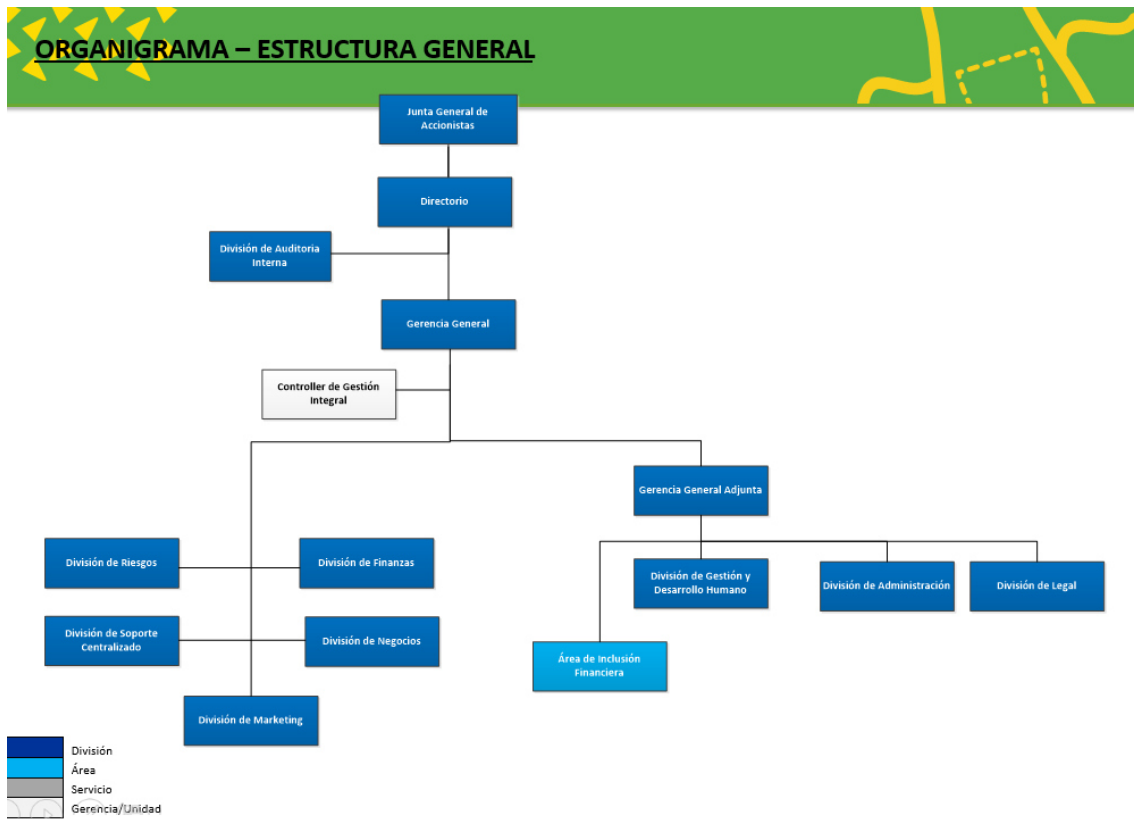 ORGANIGRAMA – ESTRUCTURA GENERAL
Junta General de
Accionistas
Directorio
División de Auditoria
Interna
Gerencia General
Controller de Gestión
Integral
Gerencia General Adjunta
División de Riesgos
División de Finanzas
División de Gestión y
Desarrollo Humano
División de Administración
División de Legal
División de Soporte
Centralizado
División de Negocios
Área de Inclusión
Financiera
División de Marketing
División
Área
Servicio
Gerencia/Unidad